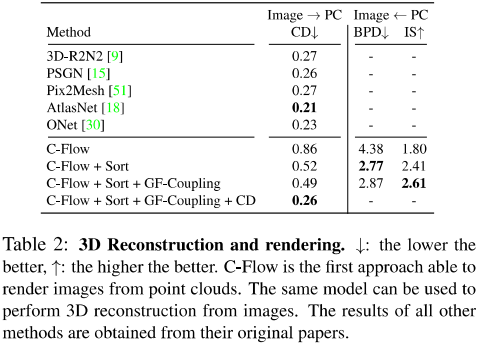 Image → PC Image ← PC
Method CD↓ BPD↓ IS↑
3D-R2N2 [9] 0.27 - -
PSGN [15] 0.26 - -
Pix2Mesh [51] 0.27 - -
AtlasNet [18] 0.21 - -
ONet [30] 0.23 - -
C-Flow 0.86 4.38 1.80
C-Flow + Sort 0.52 2.77 2.41
C-Flow + Sort + GF-Coupling 0.49 2.87 2.61
C-Flow + Sort + GF-Coupling + CD 0.26 - -
Table 2: 3D Reconstruction and rendering. ↓: the lower the
better, ↑: the higher the better. C-Flow is the first approach able to
render images from point clouds. The same model can be used to
perform 3D reconstruction from images. The results of all other
methods are obtained from their original papers.